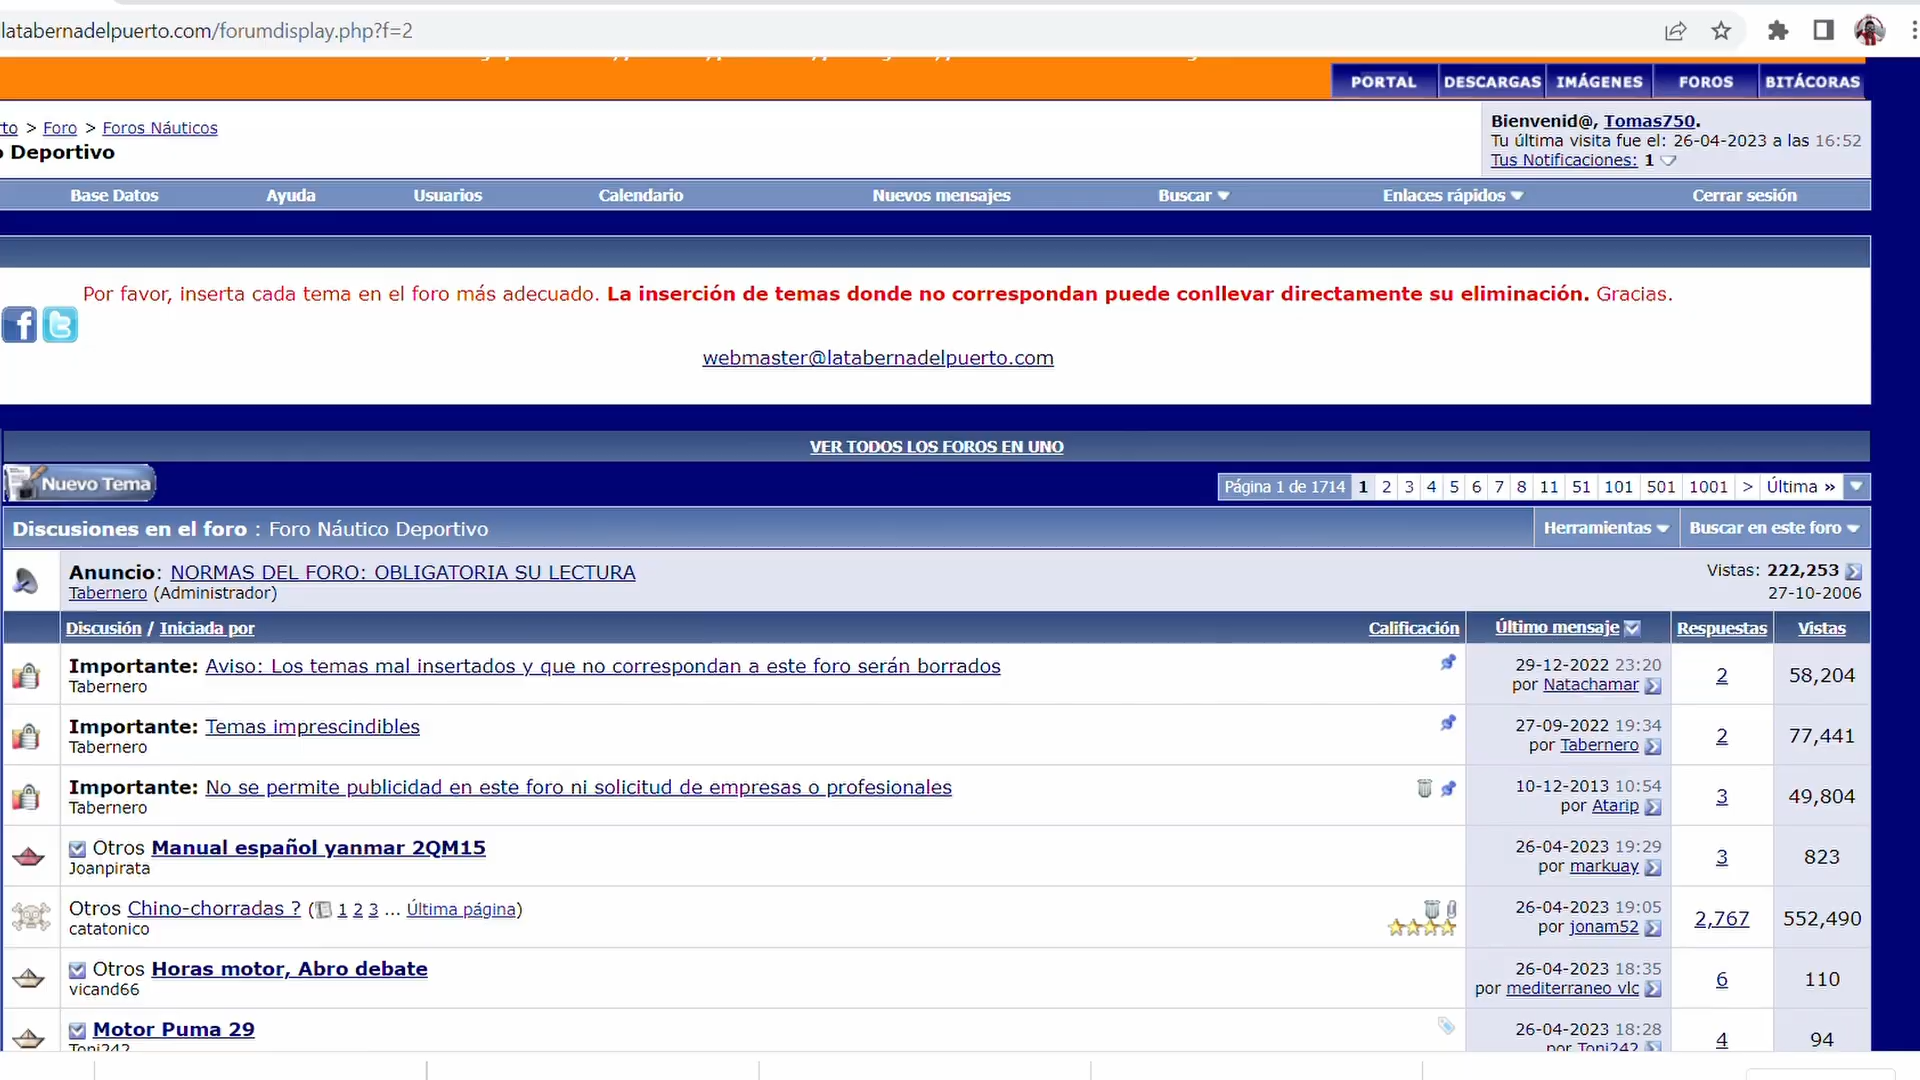 latabernadelpuerto.com/forumdisplay.php?f=2
PORTAL DESCARGAS IMÁGENES FOROS BITÁCORAS
> Foro > Foros Náuticos
Deportivo
Bienvenid@, Tomas750.
Tu última visita fue el: 26-04-2023 a las 16:52
Tus Notificaciones: 1
Base Datos Ayuda Usuarios Calendario Nuevos mensajes Buscar Enlaces rápidos Cerrar sesión
Por favor, inserta cada tema en el foro más adecuado. La inserción de temas donde no correspondan puede conllevar directamente su eliminación. Gracias.
webmaster@latabernadelpuerto.com
VER TODOS LOS FOROS EN UNO
Nuevo Tema
Página 1 de 1714 1 2 3 4 5 6 7 8 11 51 101 501 1001 > Última »
Discusiones en el foro : Foro Náutico Deportivo
Herramientas Buscar en este foro
Anuncio: NORMAS DEL FORO: OBLIGATORIA SU LECTURA
Vistas: 222,253
Tabernero (Administrador)
27-10-2006
Discusión / Iniciada por Calificación Último mensaje Respuestas Vistas
Importante: Aviso: Los temas mal insertados y que no correspondan a este foro serán borrados
Tabernero
29-12-2022 23:20
por Natachamar
2
58,204
Importante: Temas imprescindibles
Tabernero
27-09-2022 19:34
por Tabernero
2
77,441
Importante: No se permite publicidad en este foro ni solicitud de empresas o profesionales
Tabernero
10-12-2013 10:54
por Atarip
3
49,804
Otros Manual español yanmar 2QM15
Joanpirata
26-04-2023 19:29
por markuay
3
823
Otros Chino-chorradas ? ( 1 2 3 ... Última página)
catatonico
26-04-2023 19:05
por jonam52
2,767
552,490
Otros Horas motor, Abro debate
vicand66
26-04-2023 18:35
por mediterraneo vlc
6
110
Motor Puma 29
Toni242
26-04-2023 18:28
por Toni242
4
94